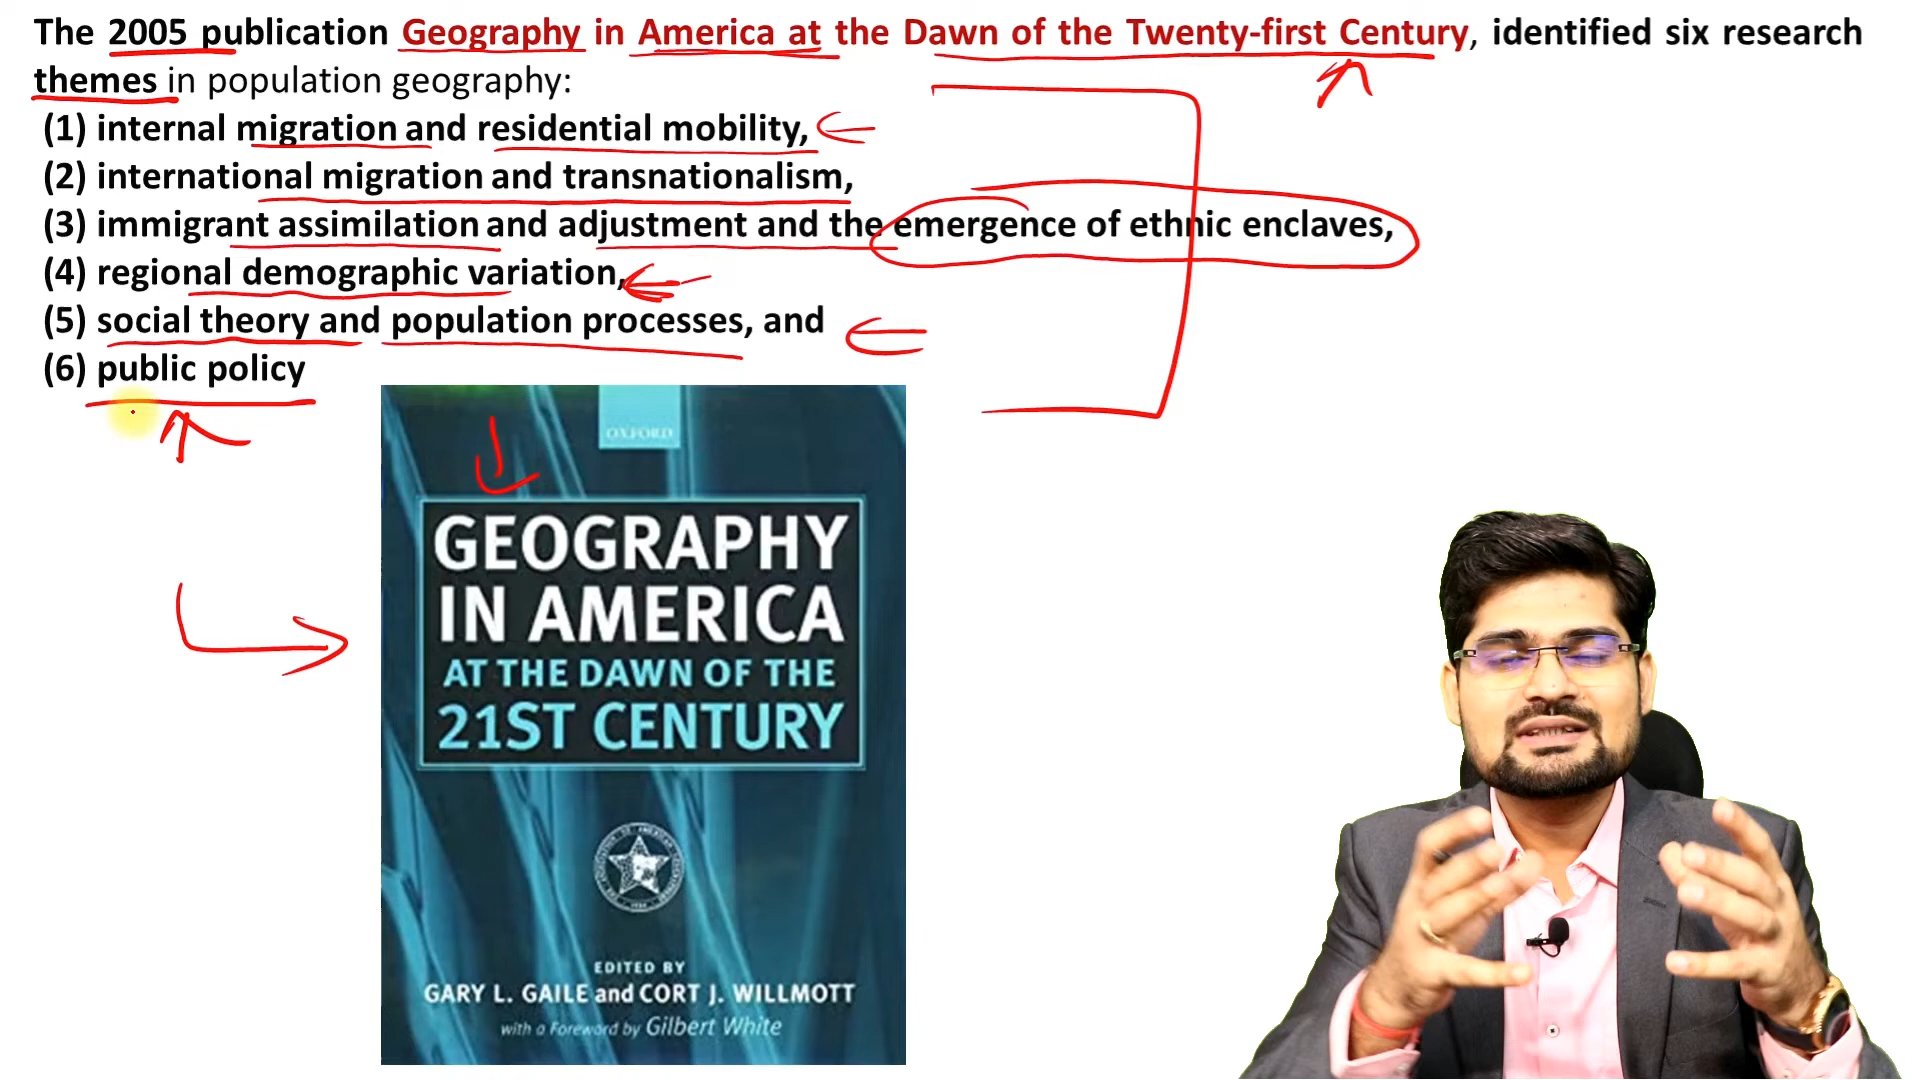 The 2005 publication Geography in America at the Dawn of the Twenty-first Century, identified six research
themes in population geography:
(1) internal migration and residential mobility,
(2) international migration and transnationalism,
(3) immigrant assimilation and adjustment and the emergence of ethnic enclaves,
(4) regional demographic variation,
(5) social theory and population processes, and
(6) public policy
OXFORD
GEOGRAPHY
IN AMERICA
AT THE DAWN OF THE
21ST CENTURY
EDITED BY
GARY L. GAILE and CORT J. WILLMOTT
with a Foreword by Gilbert White